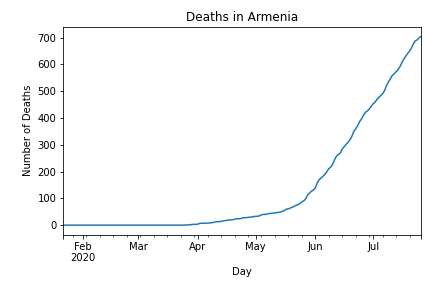 Deaths in Armenia
Number of Deaths
700
600
500
400
300
200
100
0
Feb
2020
Mar
Apr
May
Jun
Jul
Day